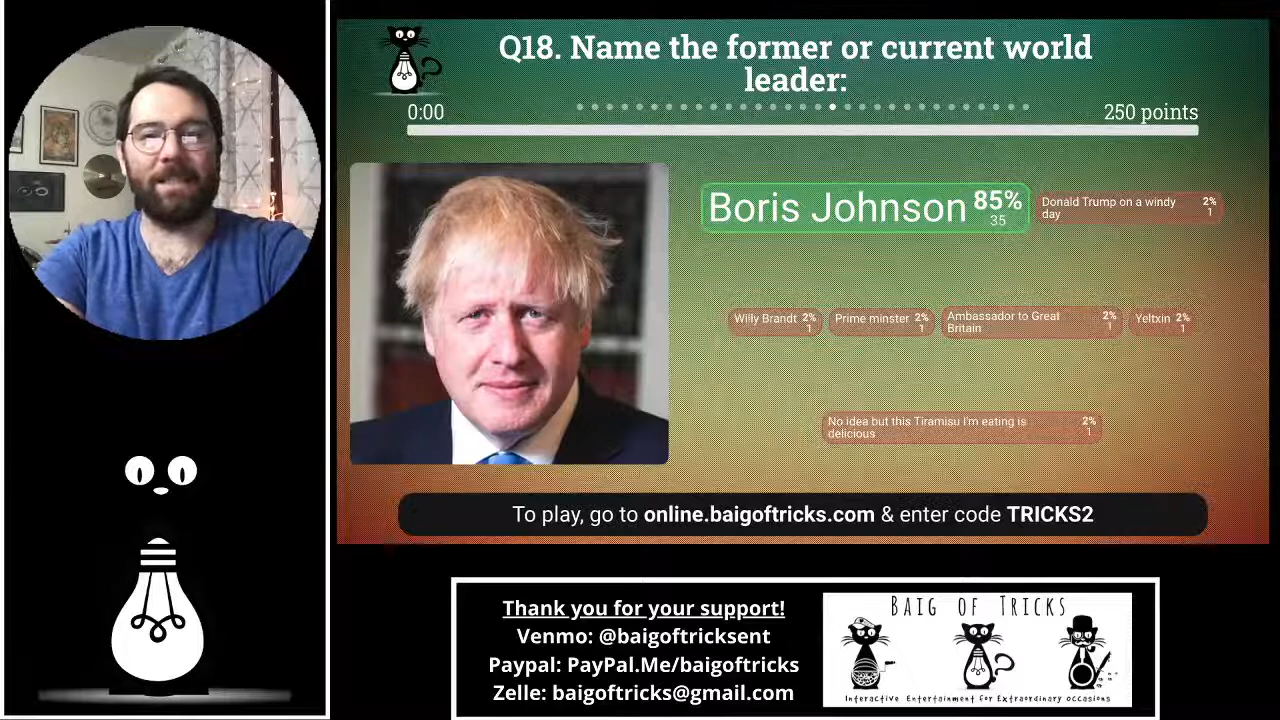 Q18. Name the former or current world
leader:
0:00
250 points
Boris Johnson 85%
35
Donald Trump on a windy
day
2%
1
Willy Brandt 2%
1
Prime minster 2%
1
Ambassador to Great
Britain
2%
1
Yeltxin 2%
1
No idea but this Tiramisu I'm eating is
delicious
2%
1
To play, go to online.baigoftricks.com & enter code TRICKS2
Thank you for your support!
Venmo: @baigoftricksent
Paypal: PayPal.Me/baigoftricks
Zelle: baigoftricks@gmail.com
BAIG OF TRICKS
Interactive Entertainment for Extraordinary occasions